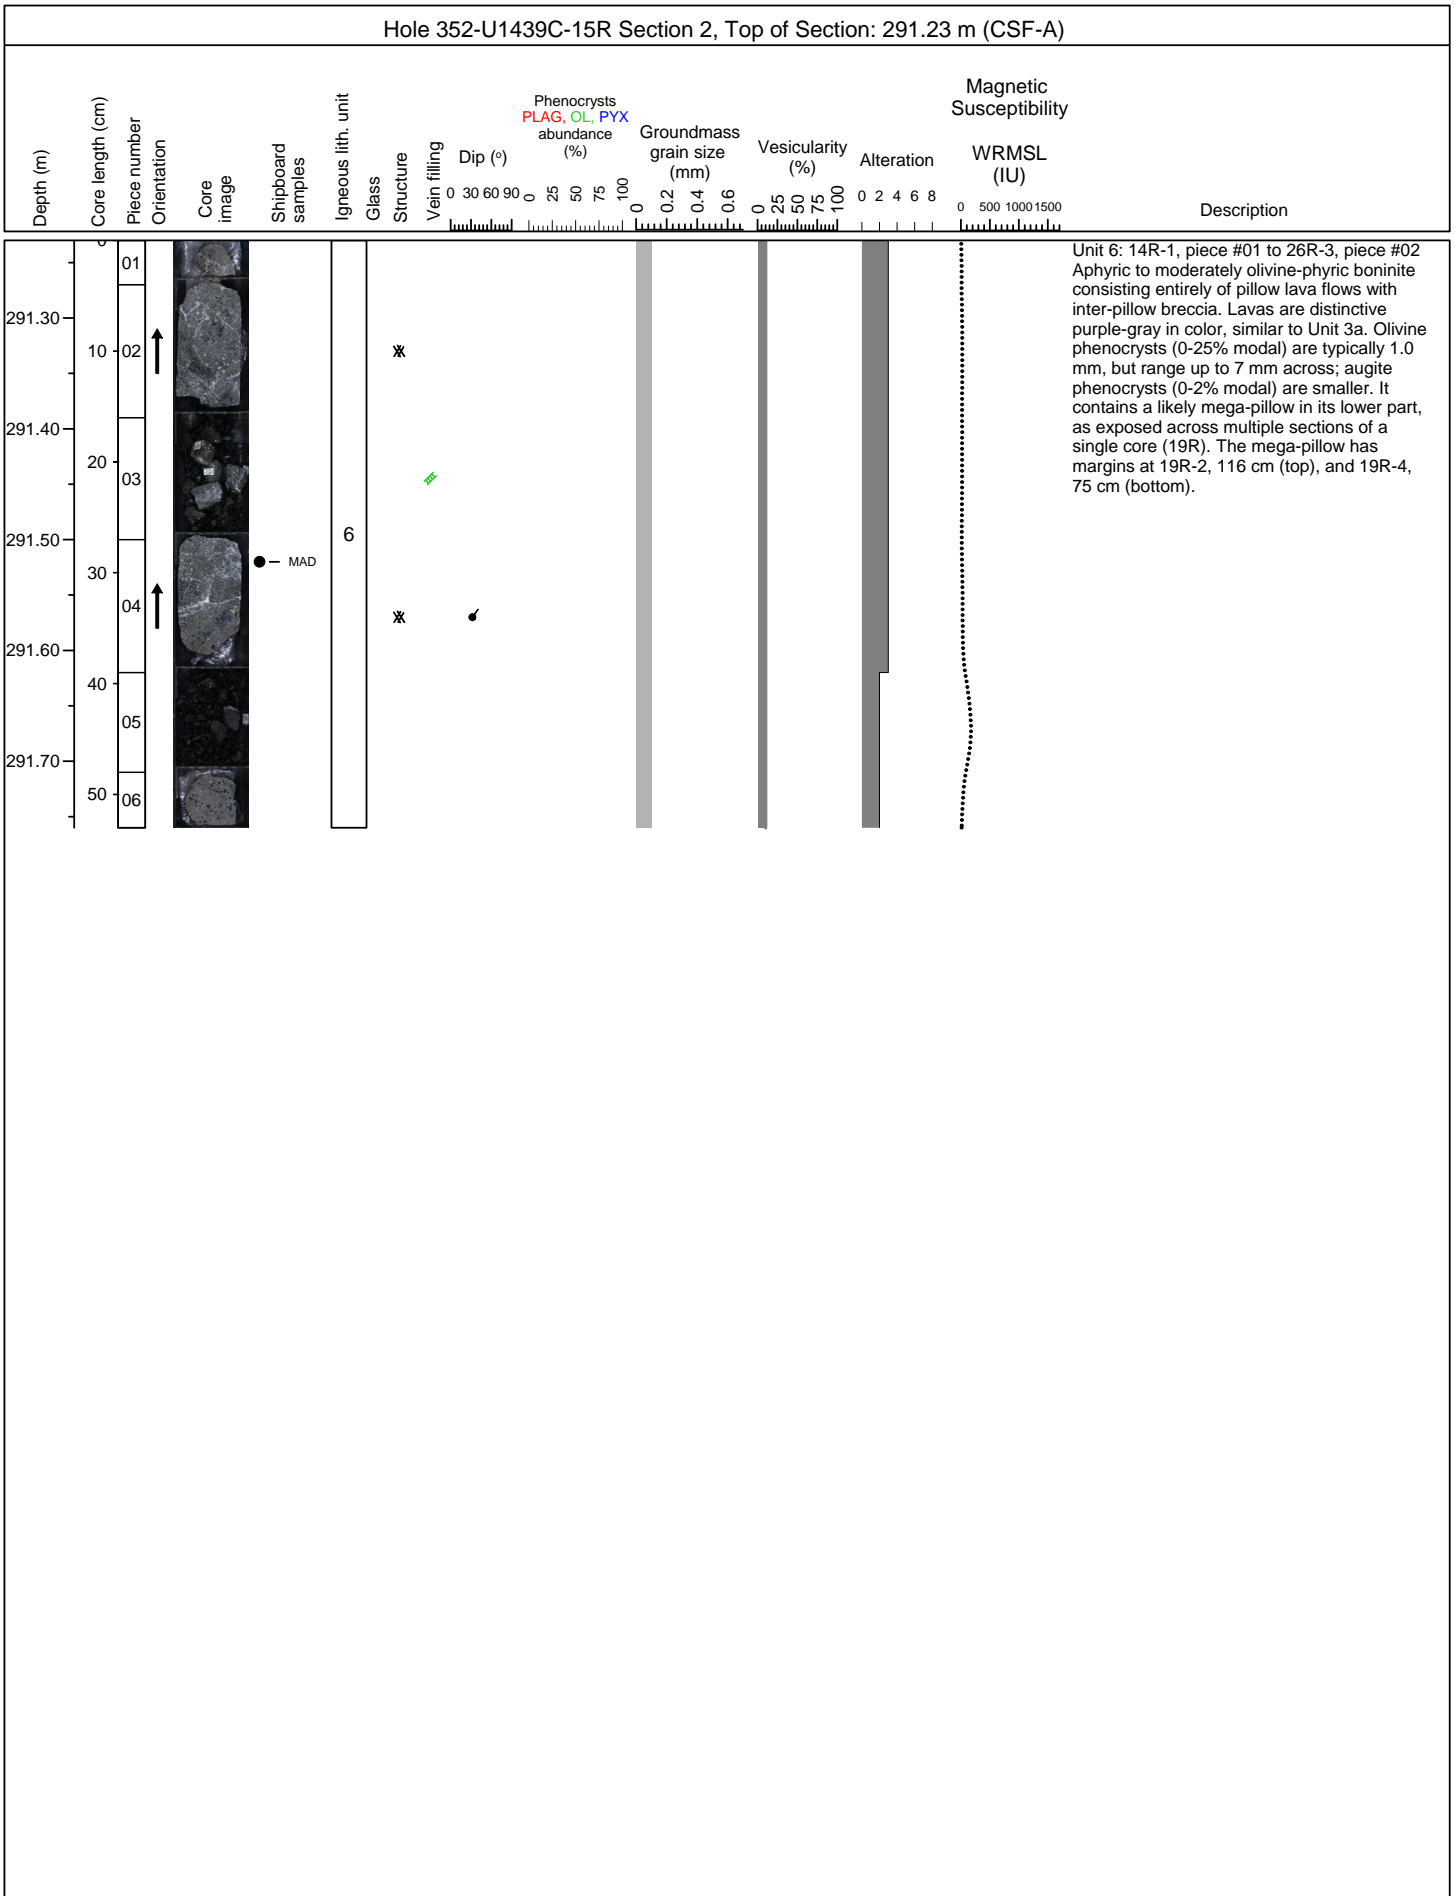 Hole 352-U1439C-15R Section 2, Top of Section: 291.23 m (CSF-A)
Depth (m)
Core length (cm)
Piece number
Orientation
Core
image
Shipboard
samples
Igneous lith. unit
Glass
Structure
Vein filling
Dip (°)
0 30 60 90
Phenocrysts
PLAG, OL, PYX
abundance
(%)
0 25 50 75 100
Groundmass
grain size
(mm)
0 0.2 0.4 0.6
Vesicularity
(%)
0 25 50 75 100
Alteration
0 2 4 6 8
Magnetic
Susceptibility
WRMSL
(IU)
0 500 1000 1500
Description
291.30
291.40
291.50
291.60
291.70
0
10
20
30
40
50
01
02
03
04
05
06
MAD
6
Unit 6: 14R-1, piece #01 to 26R-3, piece #02
Aphyric to moderately olivine-phyric boninite
consisting entirely of pillow lava flows with
inter-pillow breccia. Lavas are distinctive
purple-gray in color, similar to Unit 3a. Olivine
phenocrysts (0-25% modal) are typically 1.0
mm, but range up to 7 mm across; augite
phenocrysts (0-2% modal) are smaller. It
contains a likely mega-pillow in its lower part,
as exposed across multiple sections of a
single core (19R). The mega-pillow has
margins at 19R-2, 116 cm (top), and 19R-4,
75 cm (bottom).